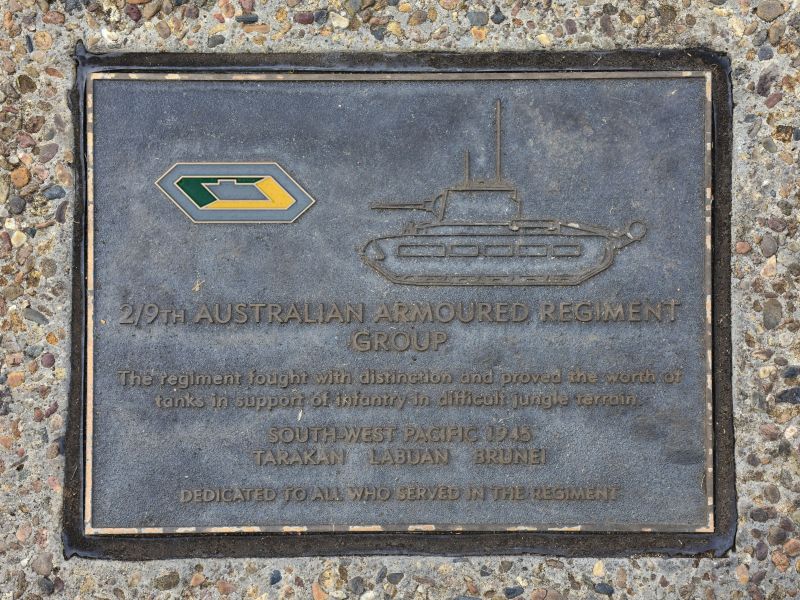 2/9TH AUSTRALIAN ARMOURED REGIMENT
GROUP
The regiment fought with distinction and proved the worth of
tanks in support of infantry in difficult jungle terrain.
SOUTH-WEST PACIFIC 1945
TARAKAN LABUAN BRUNEI
DEDICATED TO ALL WHO SERVED IN THE REGIMENT